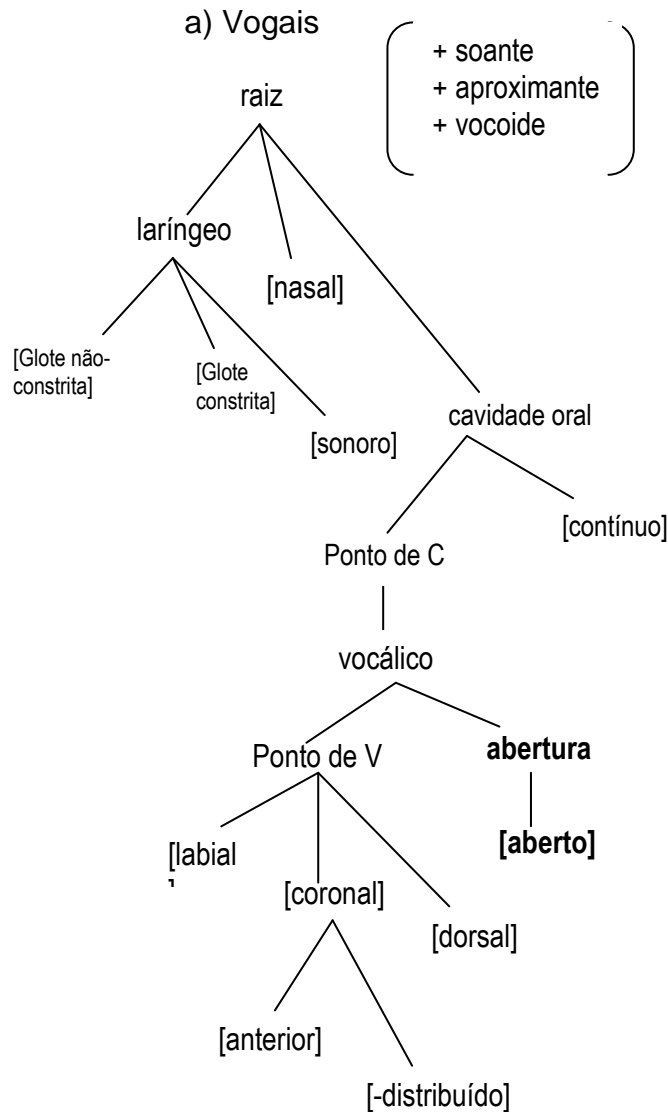 a) Vogais
+ soante
+ aproximante
+ vocoide
raiz
laríngeo
[nasal]
[Glote não-
constrita]
[Glote
constrita]
[sonoro]
cavidade oral
[contínuo]
Ponto de C
vocálico
Ponto de V
abertura
[aberto]
[labial
]
[coronal]
[dorsal]
[anterior]
[-distribuído]